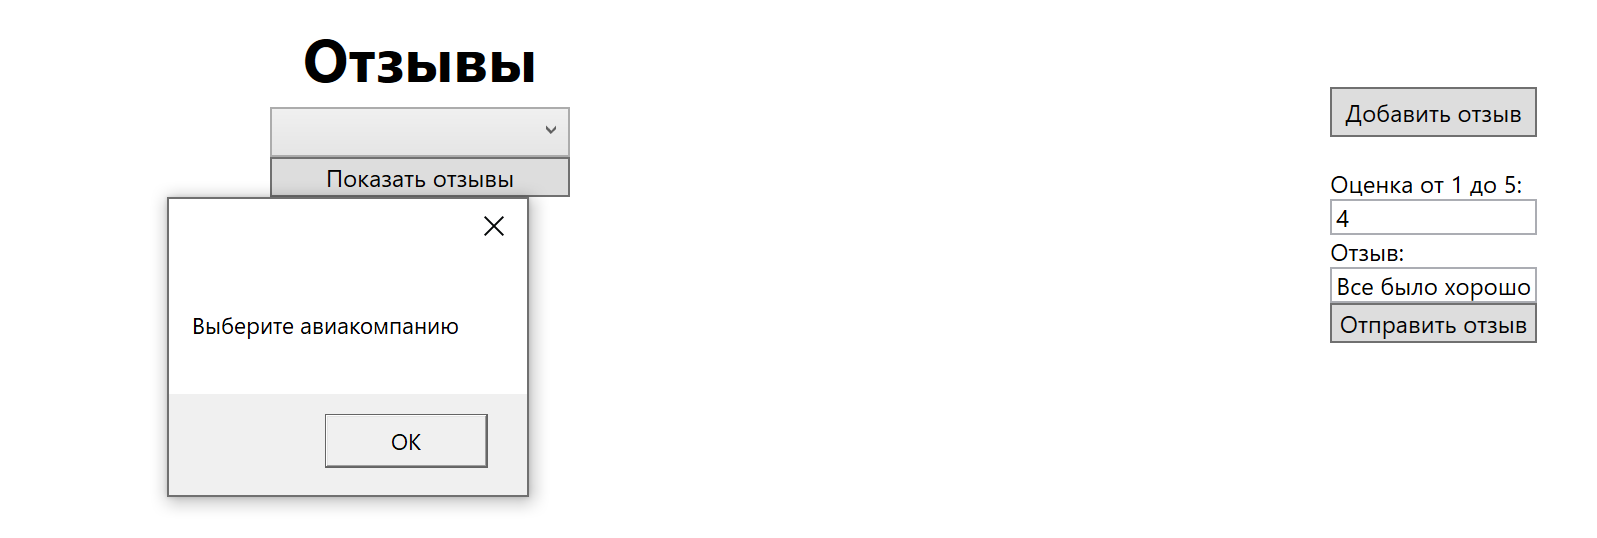 Отзывы
Показать отзывы
Выберите авиакомпанию
ОК
Добавить отзыв
Оценка от 1 до 5:
4
Отзыв:
Все было хорошо
Отправить отзыв